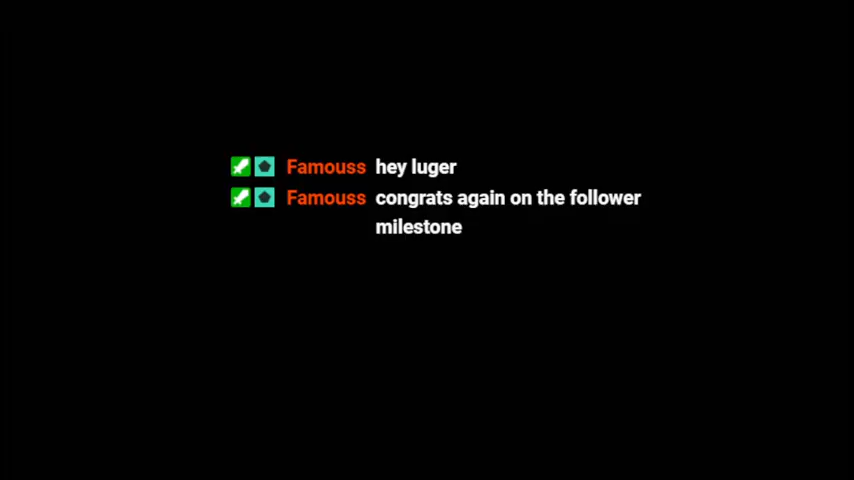 Famouss hey luger
Famouss congrats again on the follower
milestone